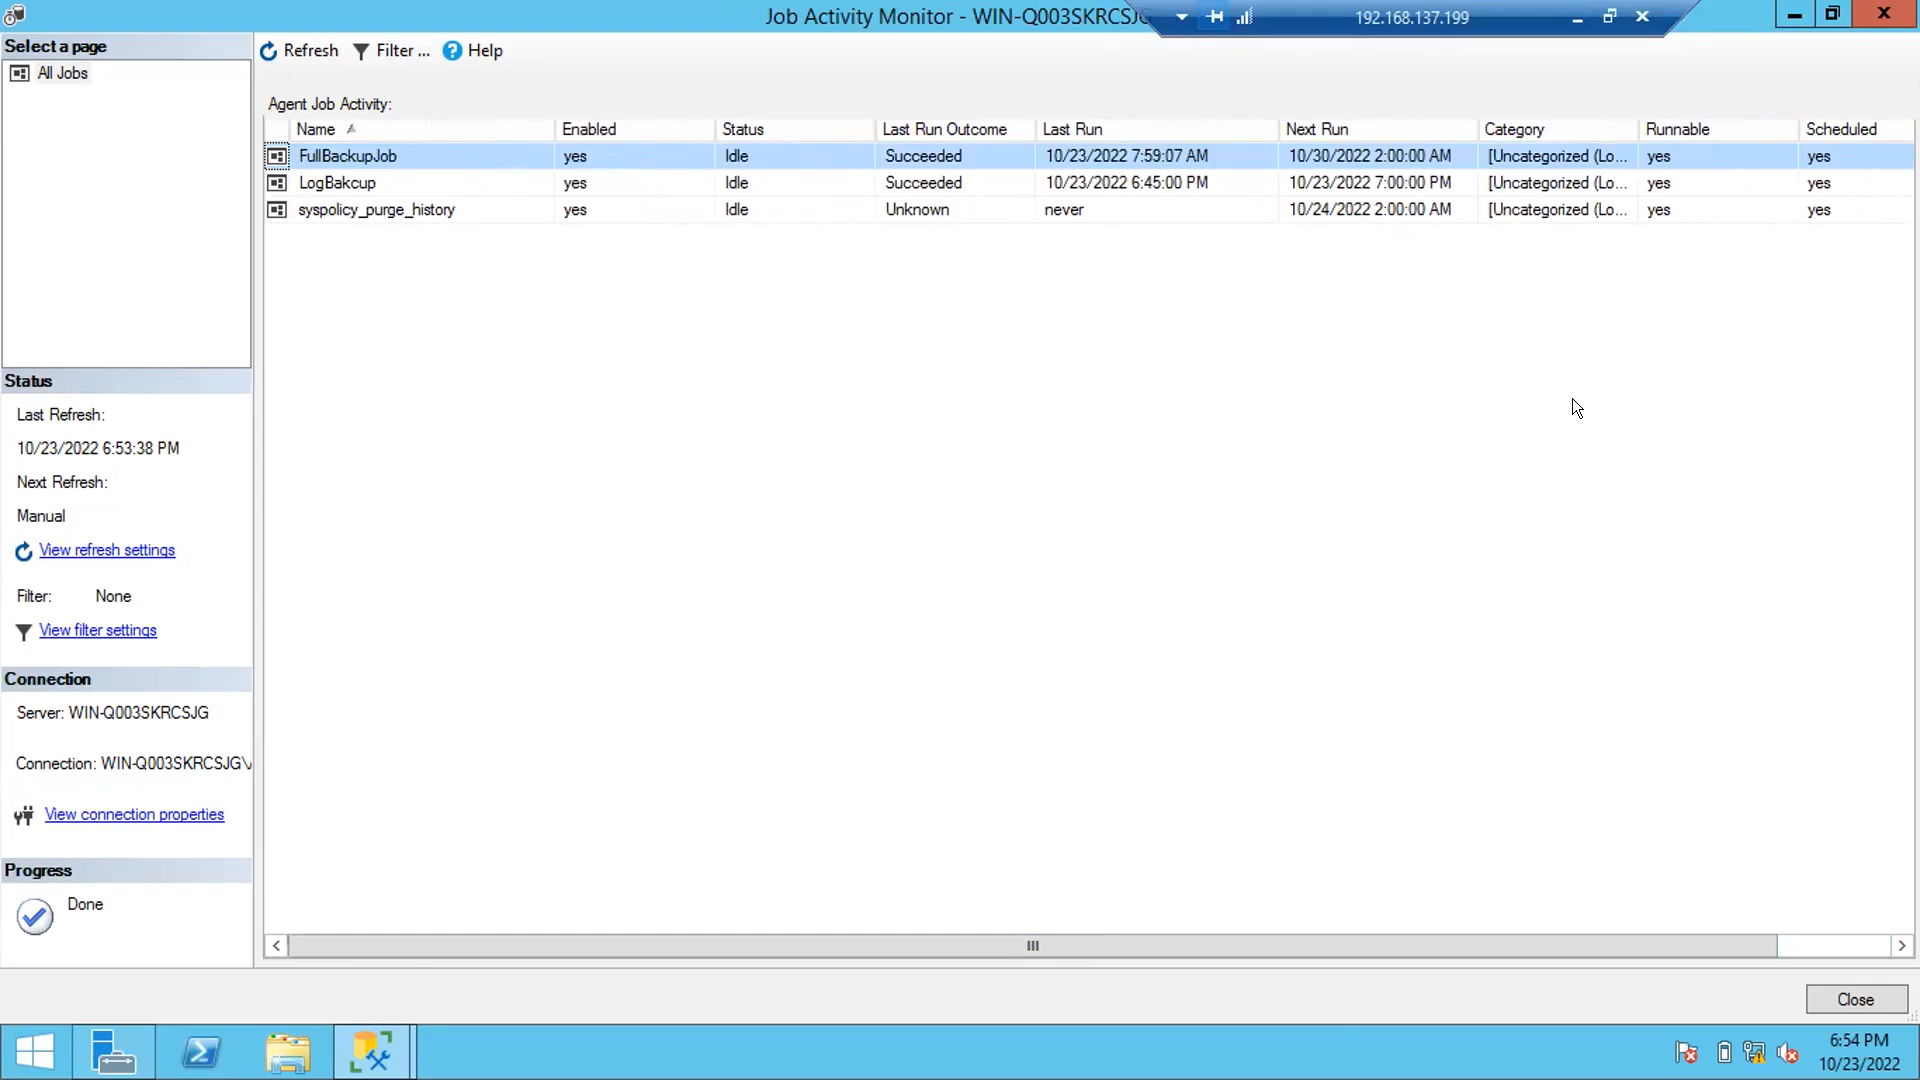 Job Activity Monitor - WIN-Q003SKRCSJG
192.168.137.199
Select a page
All Jobs
Refresh Filter ... Help
Agent Job Activity:
Name Enabled Status Last Run Outcome Last Run Next Run Category Runnable Scheduled
FullBackupJob yes Idle Succeeded 10/23/2022 7:59:07 AM 10/30/2022 2:00:00 AM [Uncategorized (Lo... yes yes
LogBakcup yes Idle Succeeded 10/23/2022 6:45:00 PM 10/23/2022 7:00:00 PM [Uncategorized (Lo... yes yes
syspolicy_purge_history yes Idle Unknown never 10/24/2022 2:00:00 AM [Uncategorized (Lo... yes yes
Status
Last Refresh:
10/23/2022 6:53:38 PM
Next Refresh:
Manual
View refresh settings
Filter: None
View filter settings
Connection
Server: WIN-Q003SKRCSJG
Connection: WIN-Q003SKRCSJG\
View connection properties
Progress
Done
Close
6:54 PM
10/23/2022